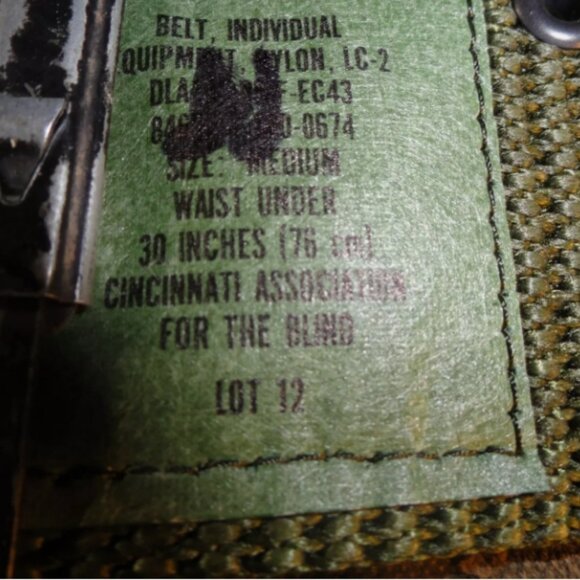 BELT, INDIVIDUAL
QUIPMENT, NYLON, LC-2
EC43
0-0674
SIZE: MEDIUM
WAIST UNDER
30 INCHES (76 cm)
CINCINNATI ASSOCIATION
FOR THE BLIND
LOT 12